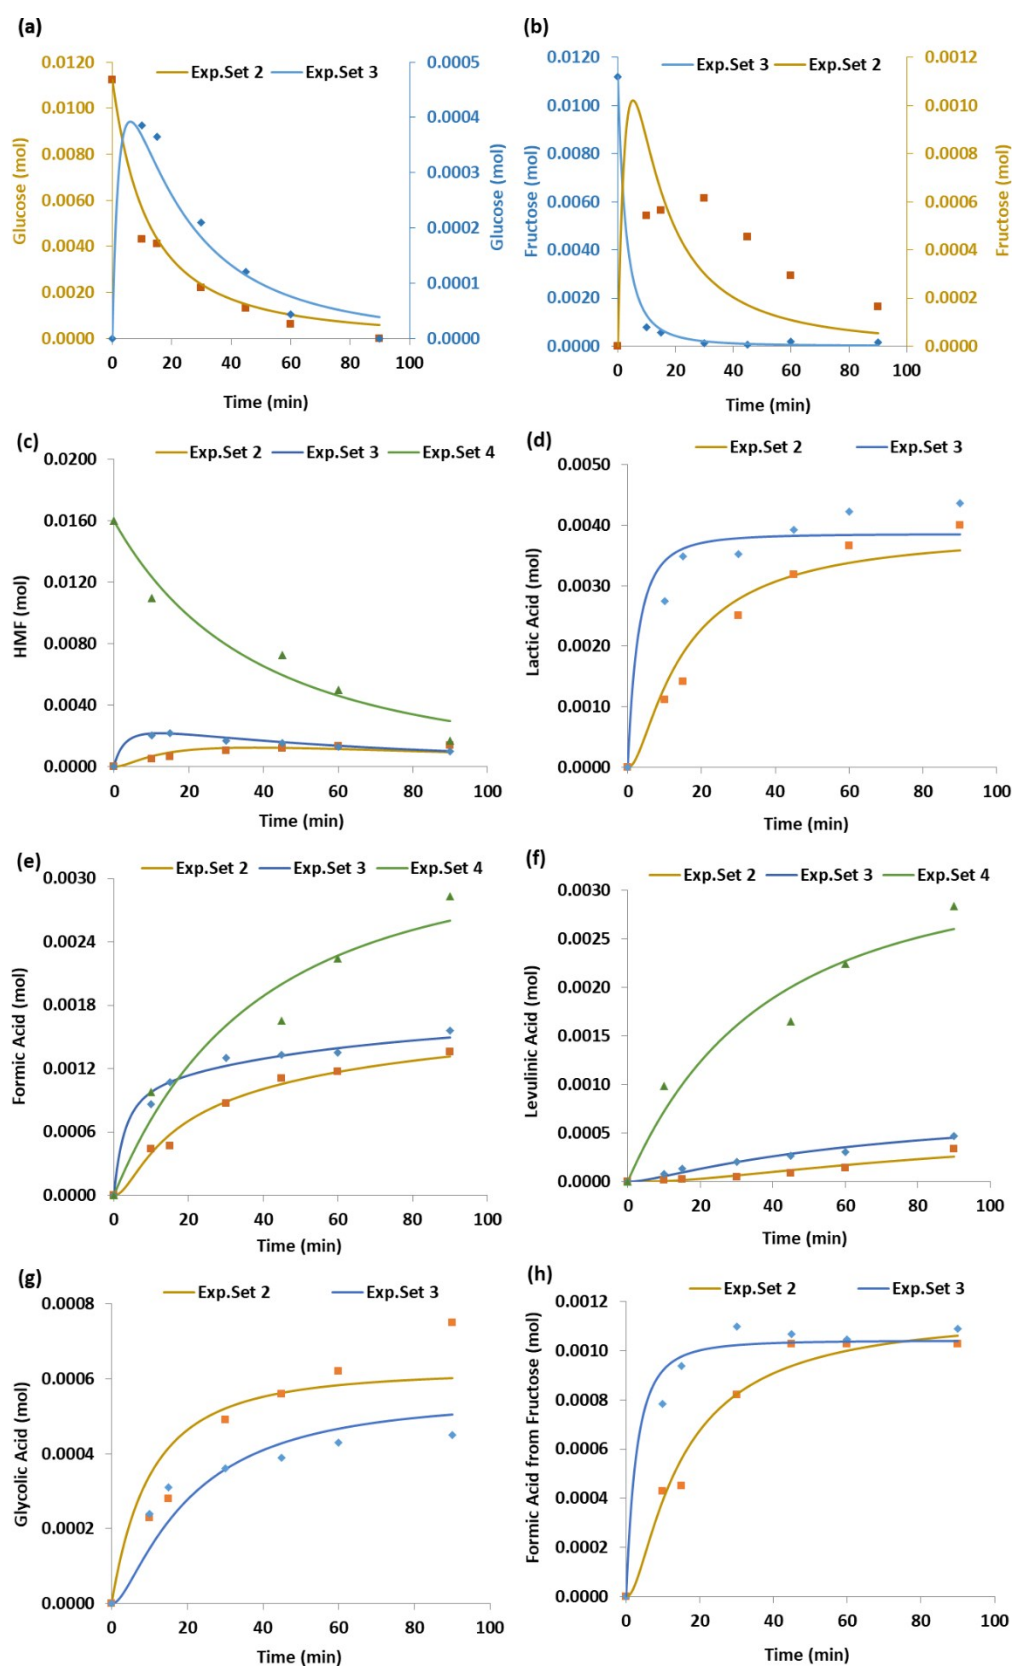 (a)
Exp.Set 2
Exp.Set 3
Glucose (mol)
0.0120
0.0100
0.0080
0.0060
0.0040
0.0020
0.0000
0.0005
0.0004
0.0003
0.0002
0.0001
0.0000
Glucose (mol)
0 20 40 60 80 100
Time (min)
(b)
Exp.Set 3
Exp.Set 2
Fructose (mol)
0.0120
0.0100
0.0080
0.0060
0.0040
0.0020
0.0000
0.0012
0.0010
0.0008
0.0006
0.0004
0.0002
0.0000
Fructose (mol)
0 20 40 60 80 100
Time (min)
(c)
Exp.Set 2
Exp.Set 3
Exp.Set 4
HMF (mol)
0.0200
0.0160
0.0120
0.0080
0.0040
0.0000
0 20 40 60 80 100
Time (min)
(d)
Exp.Set 2
Exp.Set 3
Lactic Acid (mol)
0.0050
0.0040
0.0030
0.0020
0.0010
0.0000
0 20 40 60 80 100
Time (min)
(e)
Exp.Set 2
Exp.Set 3
Exp.Set 4
Formic Acid (mol)
0.0030
0.0024
0.0018
0.0012
0.0006
0.0000
0 20 40 60 80 100
Time (min)
(f)
Exp.Set 2
Exp.Set 3
Exp.Set 4
Levulinic Acid (mol)
0.0030
0.0025
0.0020
0.0015
0.0010
0.0005
0.0000
0 20 40 60 80 100
Time (min)
(g)
Exp.Set 2
Exp.Set 3
Glycolic Acid (mol)
0.0008
0.0006
0.0004
0.0002
0.0000
0 20 40 60 80 100
Time (min)
(h)
Exp.Set 2
Exp.Set 3
Formic Acid from Fructose (mol)
0.0012
0.0010
0.0008
0.0006
0.0004
0.0002
0.0000
0 20 40 60 80 100
Time (min)